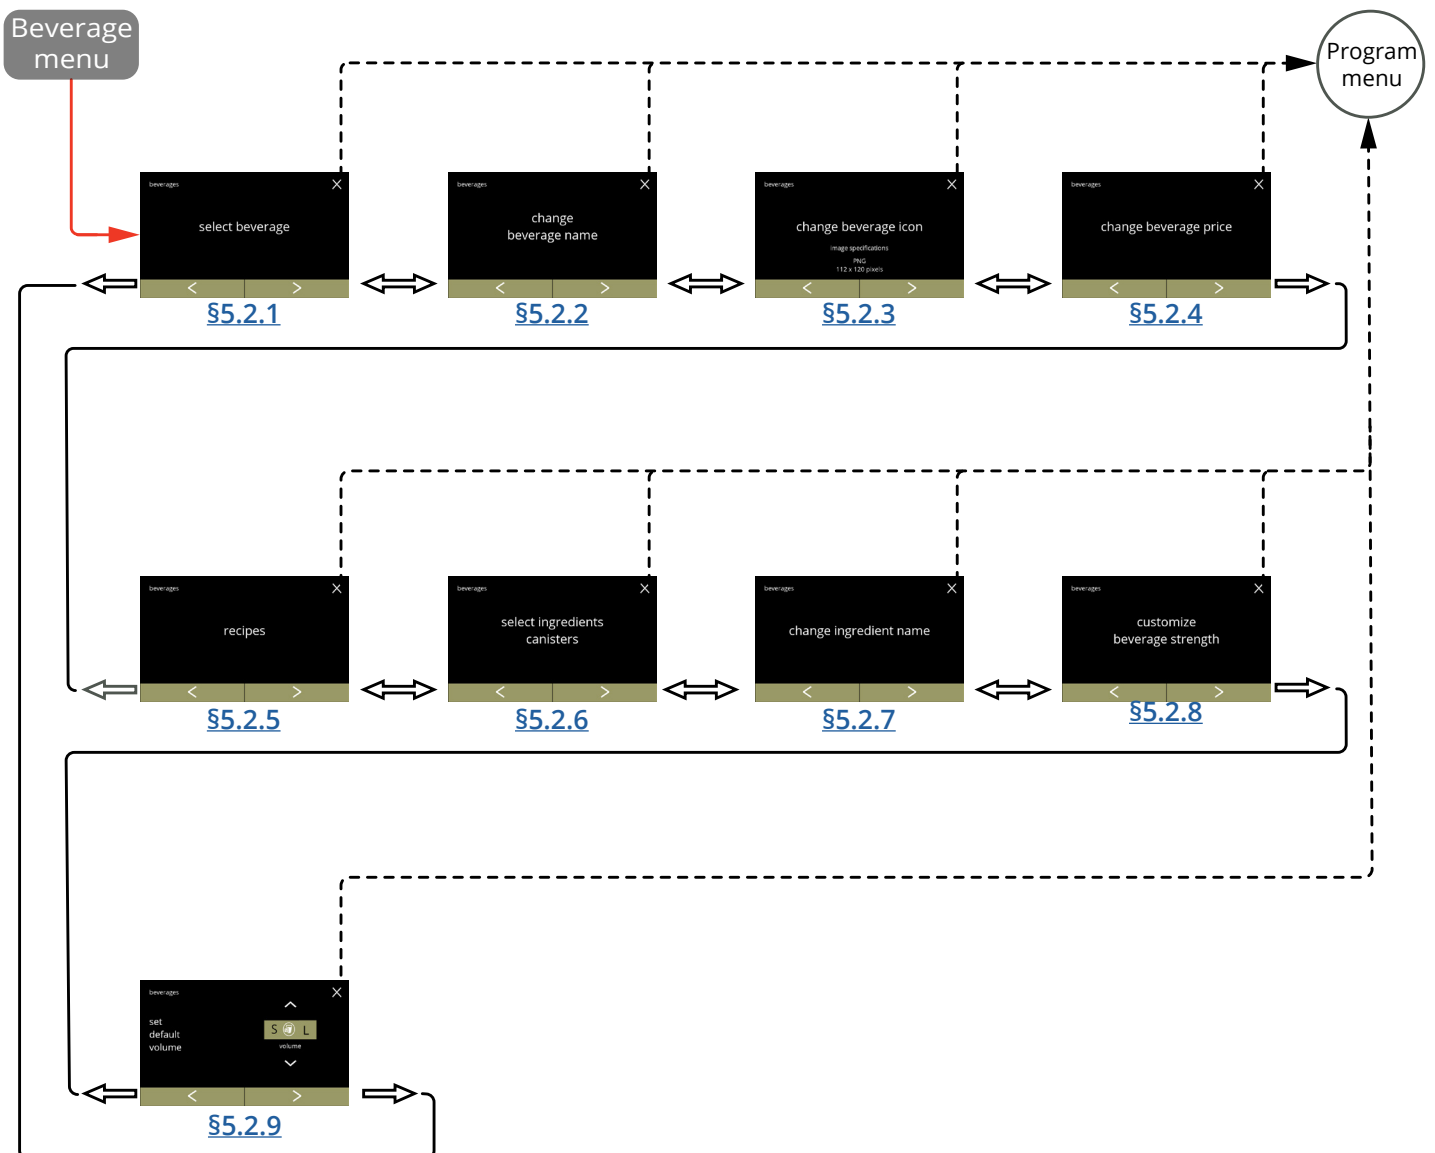 Beverage
menu
Program
menu
beverages
select beverage
§5.2.1
beverages
change
beverage name
§5.2.2
beverages
change beverage icon
image specifications
PNG
112 x 120 pixels
§5.2.3
beverages
change beverage price
§5.2.4
beverages
recipes
§5.2.5
beverages
select ingredients
canisters
§5.2.6
beverages
change ingredient name
§5.2.7
beverages
customize
beverage strength
§5.2.8
beverages
set
default
volume
S L
volume
§5.2.9